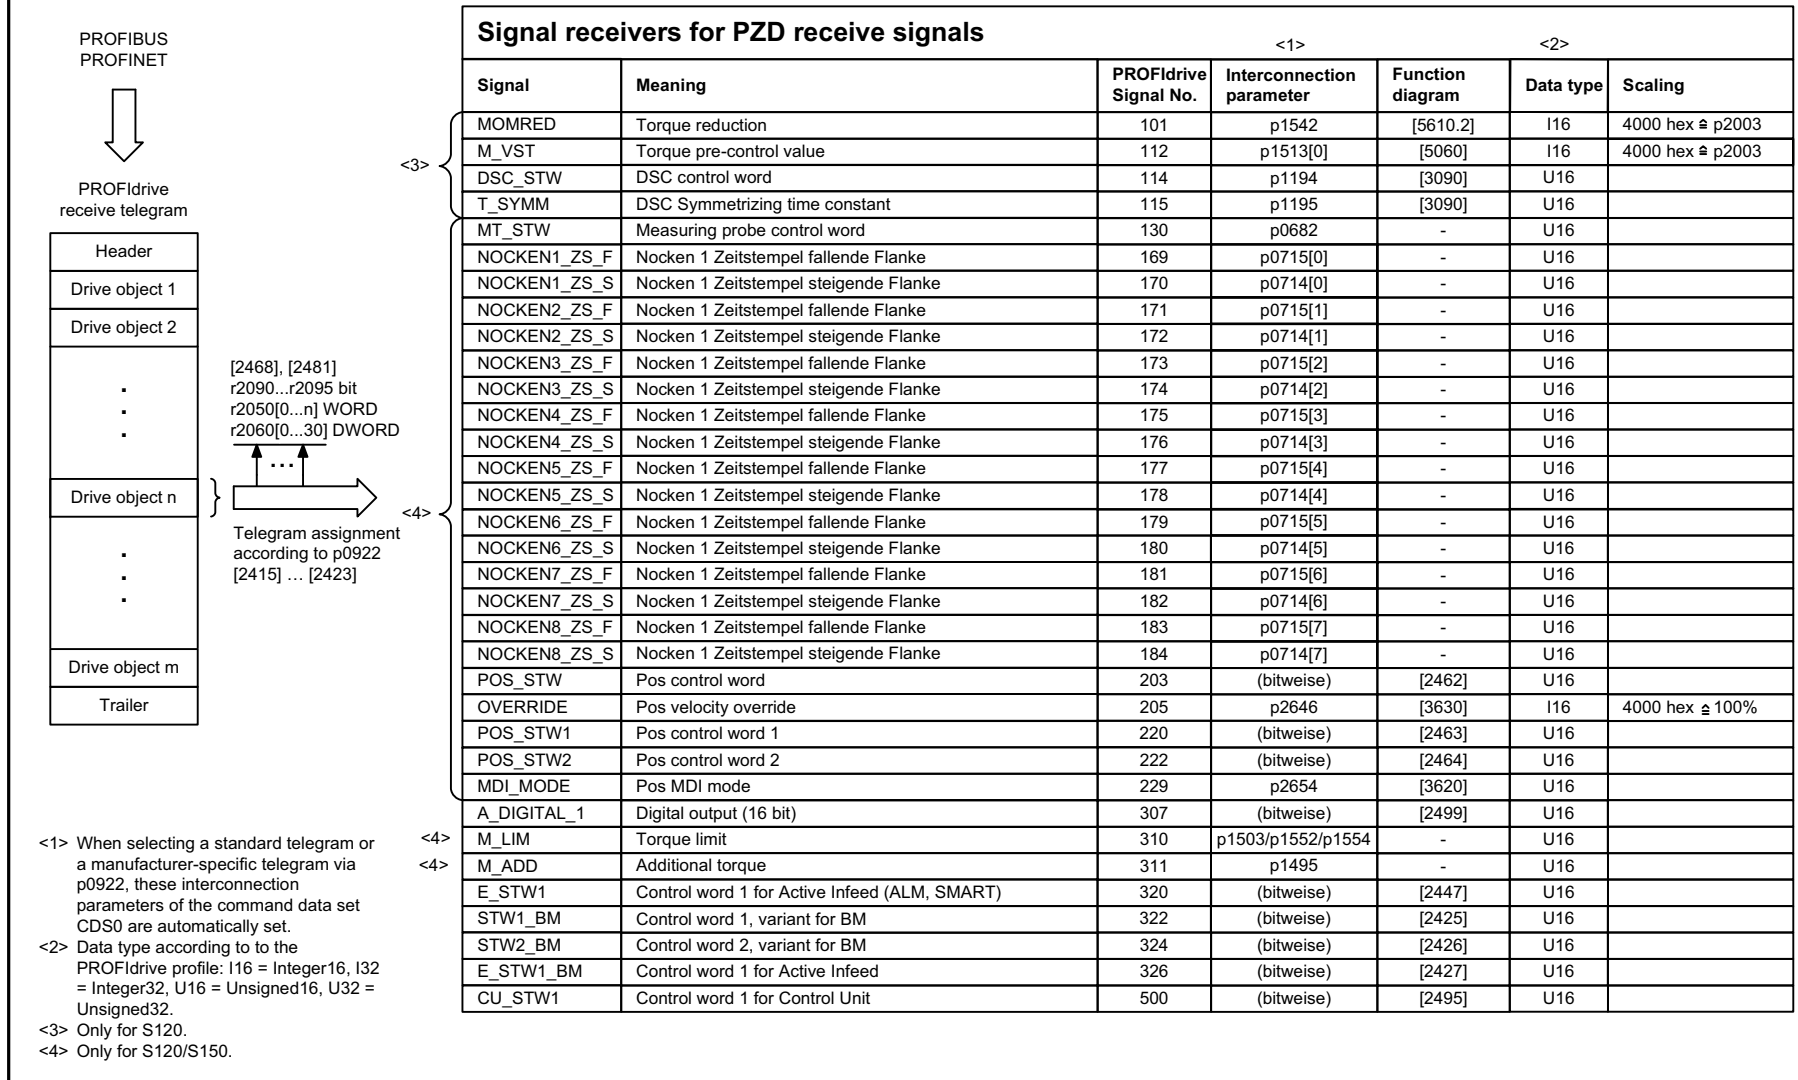 PROFIBUS
PROFINET
PROFIdrive
receive telegram
Header
Drive object 1
Drive object 2
.
.
.
Drive object n
.
.
.
Drive object m
Trailer
[2468], [2481]
r2090...r2095 bit
r2050[0...n] WORD
r2060[0...30] DWORD
...
Telegram assignment
according to p0922
[2415] … [2423]
<3>
<4>
<4>
<4>
Signal receivers for PZD receive signals <1> <2>
Signal Meaning PROFIdrive Signal No. Interconnection parameter Function diagram Data type Scaling
MOMRED Torque reduction 101 p1542 [5610.2] I16 4000 hex ≙ p2003
M_VST Torque pre-control value 112 p1513[0] [5060] I16 4000 hex ≙ p2003
DSC_STW DSC control word 114 p1194 [3090] U16
T_SYMM DSC Symmetrizing time constant 115 p1195 [3090] U16
MT_STW Measuring probe control word 130 p0682 - U16
NOCKEN1_ZS_F Nocken 1 Zeitstempel fallende Flanke 169 p0715[0] - U16
NOCKEN1_ZS_S Nocken 1 Zeitstempel steigende Flanke 170 p0714[0] - U16
NOCKEN2_ZS_F Nocken 1 Zeitstempel fallende Flanke 171 p0715[1] - U16
NOCKEN2_ZS_S Nocken 1 Zeitstempel steigende Flanke 172 p0714[1] - U16
NOCKEN3_ZS_F Nocken 1 Zeitstempel fallende Flanke 173 p0715[2] - U16
NOCKEN3_ZS_S Nocken 1 Zeitstempel steigende Flanke 174 p0714[2] - U16
NOCKEN4_ZS_F Nocken 1 Zeitstempel fallende Flanke 175 p0715[3] - U16
NOCKEN4_ZS_S Nocken 1 Zeitstempel steigende Flanke 176 p0714[3] - U16
NOCKEN5_ZS_F Nocken 1 Zeitstempel fallende Flanke 177 p0715[4] - U16
NOCKEN5_ZS_S Nocken 1 Zeitstempel steigende Flanke 178 p0714[4] - U16
NOCKEN6_ZS_F Nocken 1 Zeitstempel fallende Flanke 179 p0715[5] - U16
NOCKEN6_ZS_S Nocken 1 Zeitstempel steigende Flanke 180 p0714[5] - U16
NOCKEN7_ZS_F Nocken 1 Zeitstempel fallende Flanke 181 p0715[6] - U16
NOCKEN7_ZS_S Nocken 1 Zeitstempel steigende Flanke 182 p0714[6] - U16
NOCKEN8_ZS_F Nocken 1 Zeitstempel fallende Flanke 183 p0715[7] - U16
NOCKEN8_ZS_S Nocken 1 Zeitstempel steigende Flanke 184 p0714[7] - U16
POS_STW Pos control word 203 (bitweise) [2462] U16
OVERRIDE Pos velocity override 205 p2646 [3630] I16 4000 hex ≙ 100%
POS_STW1 Pos control word 1 220 (bitweise) [2463] U16
POS_STW2 Pos control word 2 222 (bitweise) [2464] U16
MDI_MODE Pos MDI mode 229 p2654 [3620] U16
A_DIGITAL_1 Digital output (16 bit) 307 (bitweise) [2499] U16
M_LIM Torque limit 310 p1503/p1552/p1554 - U16
M_ADD Additional torque 311 p1495 - U16
E_STW1 Control word 1 for Active Infeed (ALM, SMART) 320 (bitweise) [2447] U16
STW1_BM Control word 1, variant for BM 322 (bitweise) [2425] U16
STW2_BM Control word 2, variant for BM 324 (bitweise) [2426] U16
E_STW1_BM Control word 1 for Active Infeed 326 (bitweise) [2427] U16
CU_STW1 Control word 1 for Control Unit 500 (bitweise) [2495] U16
<1> When selecting a standard telegram or
a manufacturer-specific telegram via
p0922, these interconnection
parameters of the command data set
CDS0 are automatically set.
<2> Data type according to to the
PROFIdrive profile: I16 = Integer16, I32
= Integer32, U16 = Unsigned16, U32 =
Unsigned32.
<3> Only for S120.
<4> Only for S120/S150.